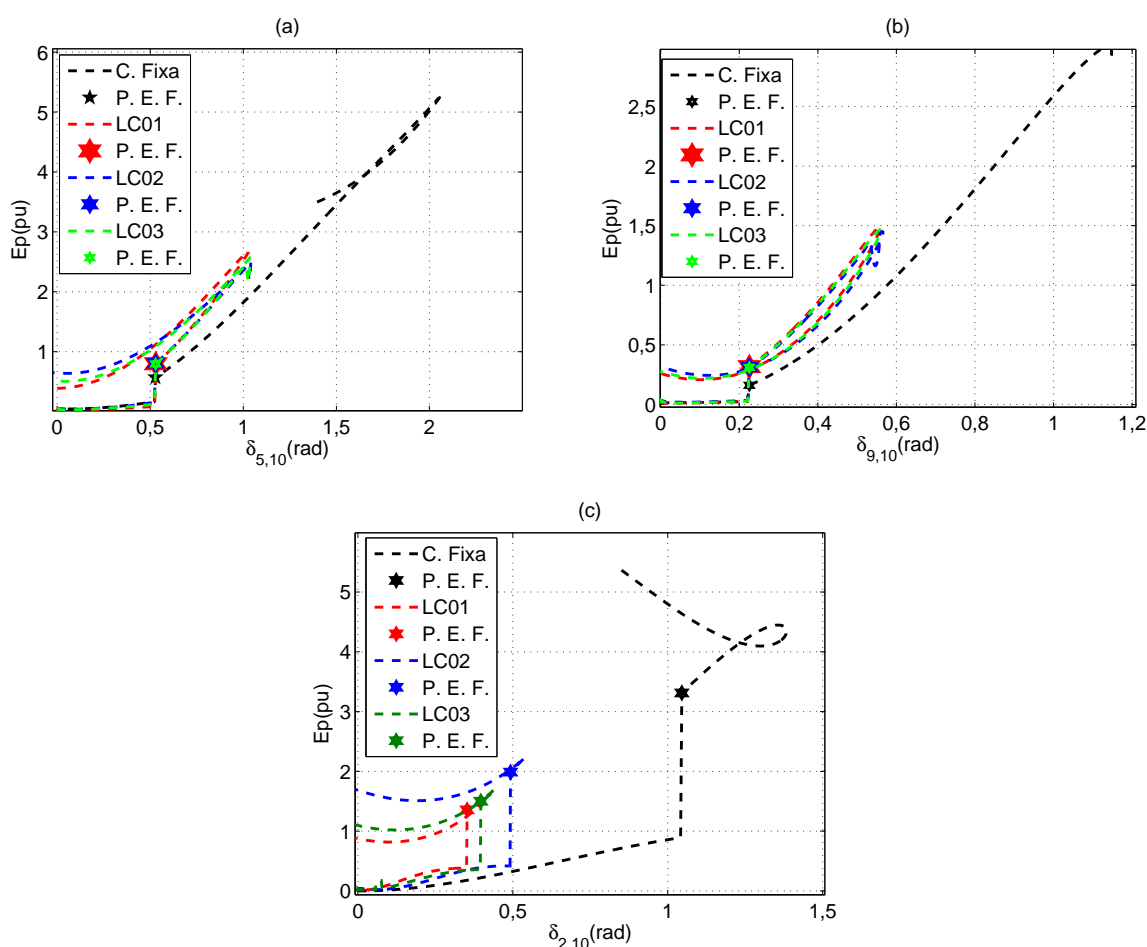 (a)
Ep(pu)
6
5
4
3
2
1
0
0,5
1
1,5
2
δ5,10(rad)
C. Fixa
P. E. F.
LC01
P. E. F.
LC02
P. E. F.
LC03
P. E. F.
(b)
Ep(pu)
2,5
2
1,5
1
0,5
0
0
0,2
0,4
0,6
0,8
1
1,2
δ9,10(rad)
C. Fixa
P. E. F.
LC01
P. E. F.
LC02
P. E. F.
LC03
P. E. F.
(c)
Ep(pu)
5
4
3
2
1
0
0
0,5
1
1,5
δ2,10(rad)
C. Fixa
P. E. F.
LC01
P. E. F.
LC02
P. E. F.
LC03
P. E. F.